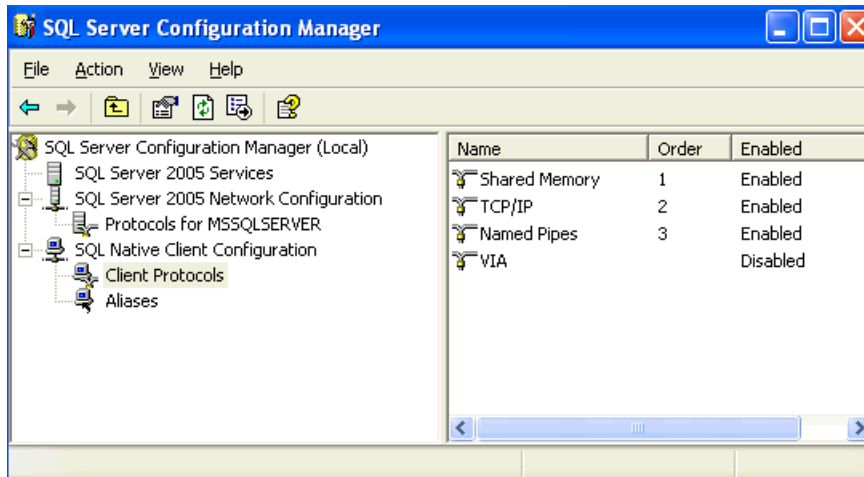 SQL Server Configuration Manager
File Action View Help
SQL Server Configuration Manager (Local)
SQL Server 2005 Services
SQL Server 2005 Network Configuration
Protocols for MSSQLSERVER
SQL Native Client Configuration
Client Protocols
Aliases
Name Order Enabled
Shared Memory 1 Enabled
TCP/IP 2 Enabled
Named Pipes 3 Enabled
VIA Disabled